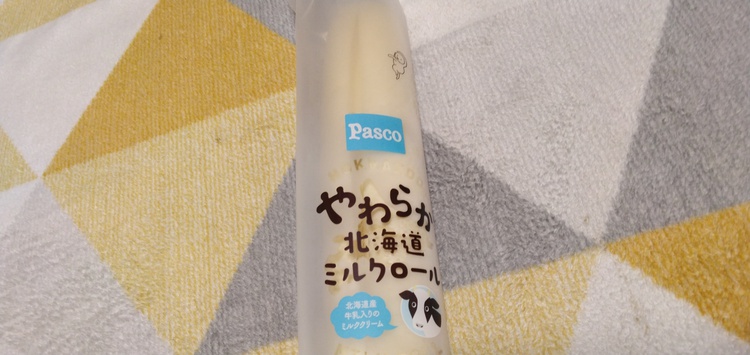 Pasco
やわらか
北海道
ミルクロール
北海道産
牛乳入りの
ミルククリーム